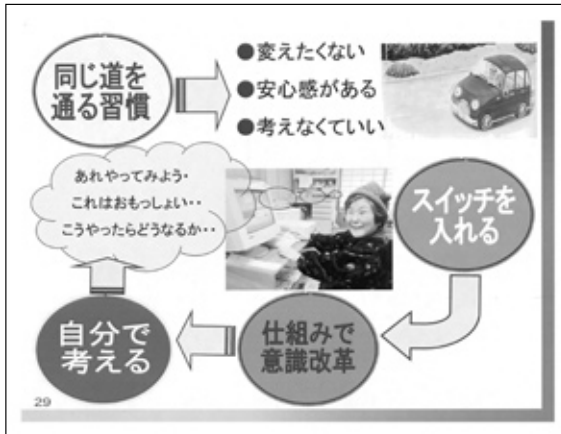 同じ道を
通る習慣
●変えたくない
●安心感がある
●考えなくていい
あれやってみよう・
これはおもっしょい・・
こうやったらどうなるか・・
スイッチを
入れる
仕組みで
意識改革
自分で
考える
29